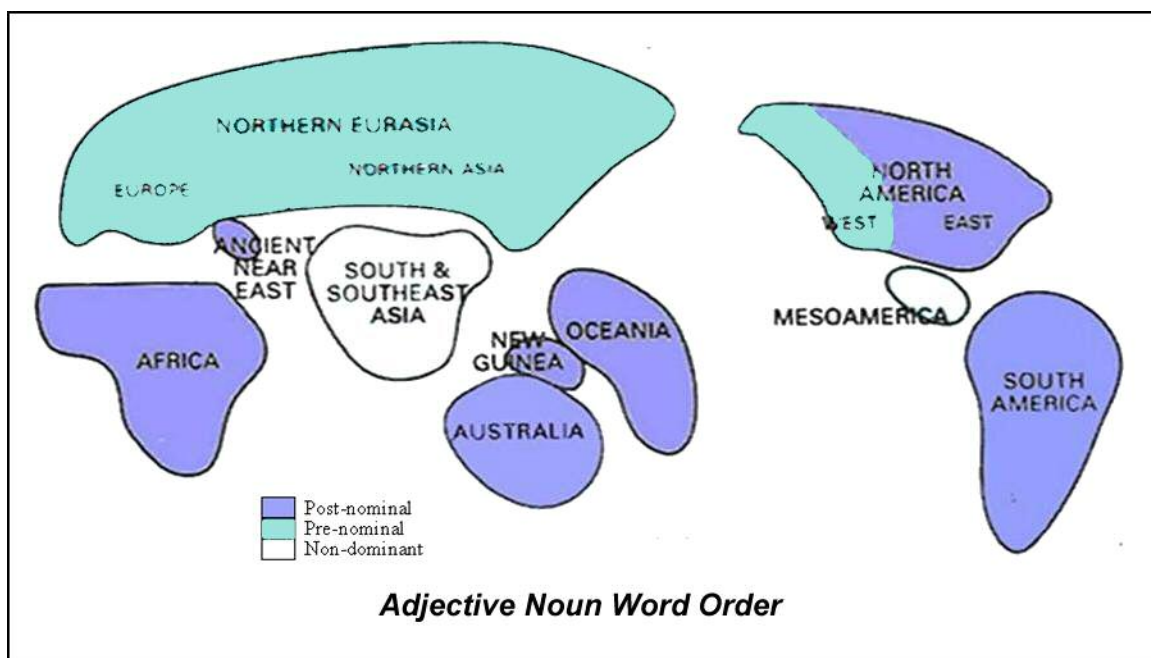 NORTHERN EURASIA
NORTHERN ASIA
EUROPE
ANCIENT
NEAR
EAST
SOUTH &
SOUTHEAST
ASIA
AFRICA
NEW
GUINEA
OCEANIA
AUSTRALIA
NORTH
AMERICA
WEST
EAST
MESOAMERICA
SOUTH
AMERICA
Post-nominal
Pre-nominal
Non-dominant
Adjective Noun Word Order